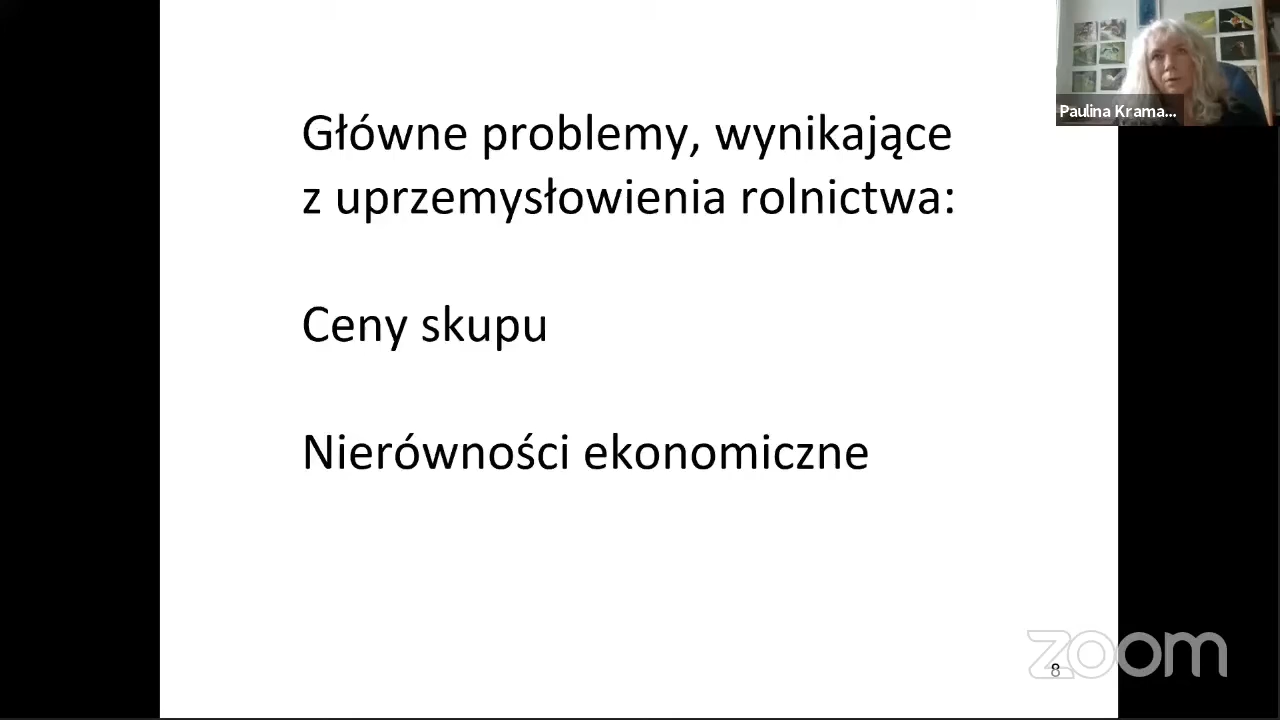 Paulina Krama...
Główne problemy, wynikające
z uprzemysłowienia rolnictwa:
Ceny skupu
Nierówności ekonomiczne
zoom
8